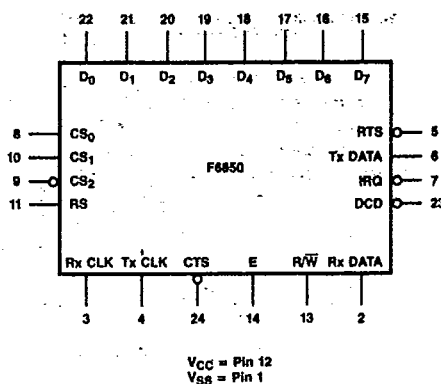 22 21 20 19 18 17 16 15
D0 D1 D2 D3 D4 D5 D6 D7
8 CS0 RTS 5
10 CS1 F6850 Tx DATA 6
9 CS2 IRQ 7
11 RS DCD 23
Rx CLK Tx CLK CTS E R/W̅ Rx DATA
3 4 24 14 13 2
VCC = Pin 12
VSS = Pin 1